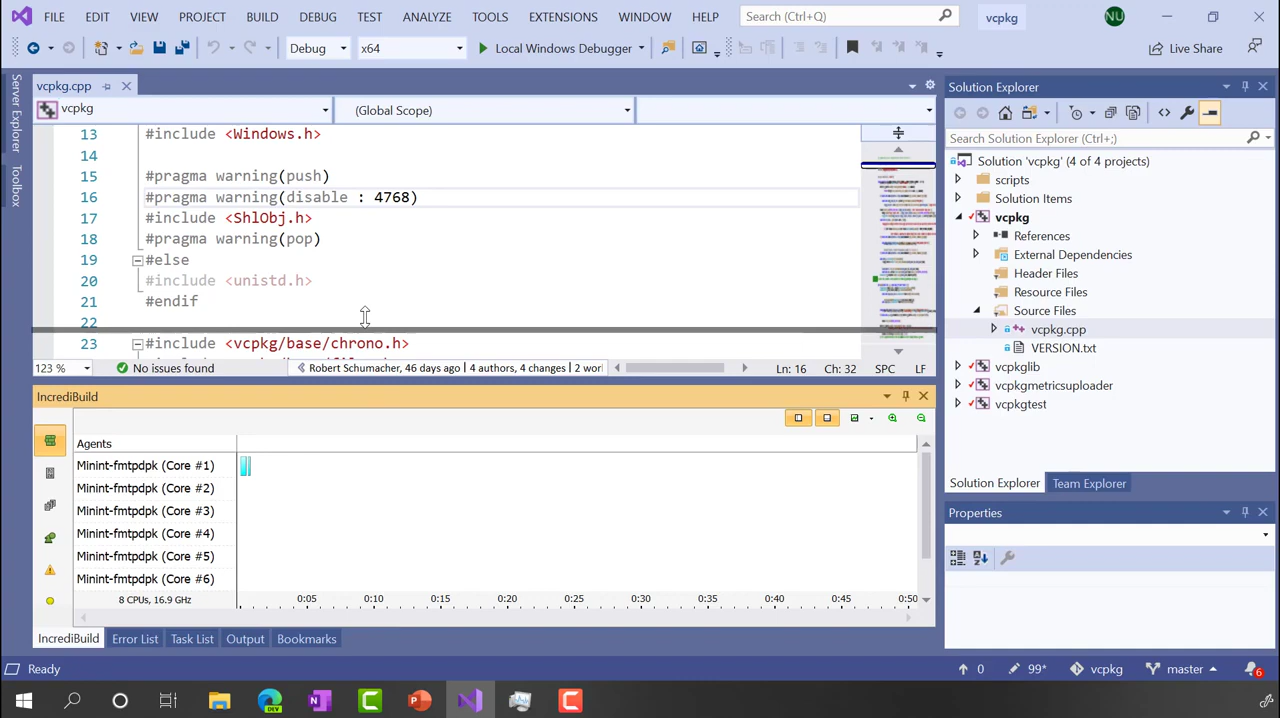 FILE EDIT VIEW PROJECT BUILD DEBUG TEST ANALYZE TOOLS EXTENSIONS WINDOW HELP Search (Ctrl+Q) vcpkg NU
Debug x64 Local Windows Debugger Live Share
Server Explorer
Toolbox
vcpkg.cpp
vcpkg (Global Scope)
13 #include <Windows.h>
14
15 #pragma warning(push)
16 #pragma warning(disable : 4768)
17 #include <ShlObj.h>
18 #pragma warning(pop)
19 #else
20 #include <unistd.h>
21 #endif
22
23 #include <vcpkg/base/chrono.h>
123 % No issues found Robert Schumacher, 46 days ago | 4 authors, 4 changes | 2 wor Ln: 16 Ch: 32 SPC LF
IncrediBuild
Agents
Minint-fmtpdpk (Core #1)
Minint-fmtpdpk (Core #2)
Minint-fmtpdpk (Core #3)
Minint-fmtpdpk (Core #4)
Minint-fmtpdpk (Core #5)
Minint-fmtpdpk (Core #6)
8 CPUs, 16.9 GHz 0:05 0:10 0:15 0:20 0:25 0:30 0:35 0:40 0:45 0:50
IncrediBuild Error List Task List Output Bookmarks
Solution Explorer
Search Solution Explorer (Ctrl+;)
Solution 'vcpkg' (4 of 4 projects)
scripts
Solution Items
vcpkg
References
External Dependencies
Header Files
Resource Files
Source Files
vcpkg.cpp
VERSION.txt
vcpkglib
vcpkgmetricsuploader
vcpkgtest
Solution Explorer Team Explorer
Properties
Ready 0 99* vcpkg master 6
DEV